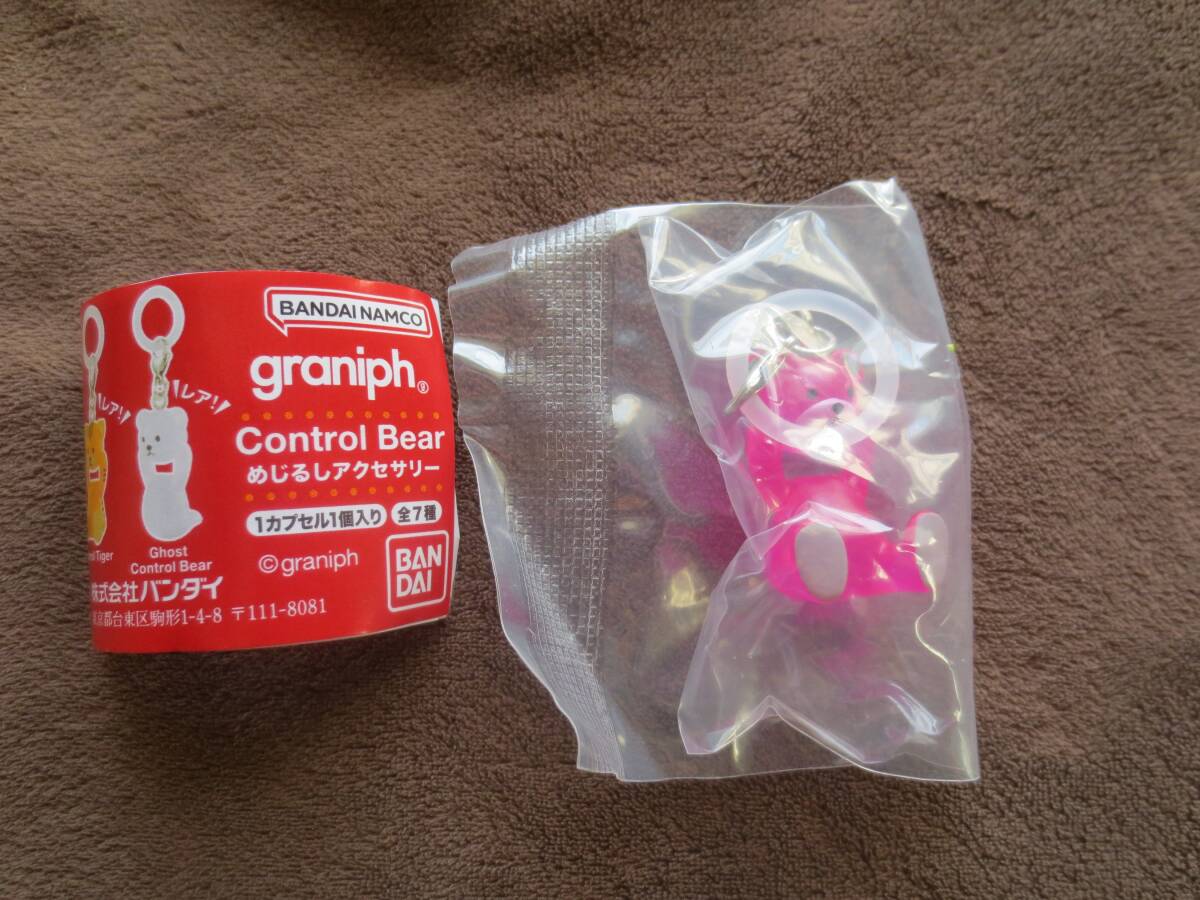 BANDAI NAMCO
graniph®
Control Bear
めじるしアクセサリー
1カプセル1個入り 全7種
©graniph
BAN
DAI
レア!
レア!
Tiger
Ghost
Control Bear
株式会社バンダイ
京都台東区駒形1-4-8 〒111-8081